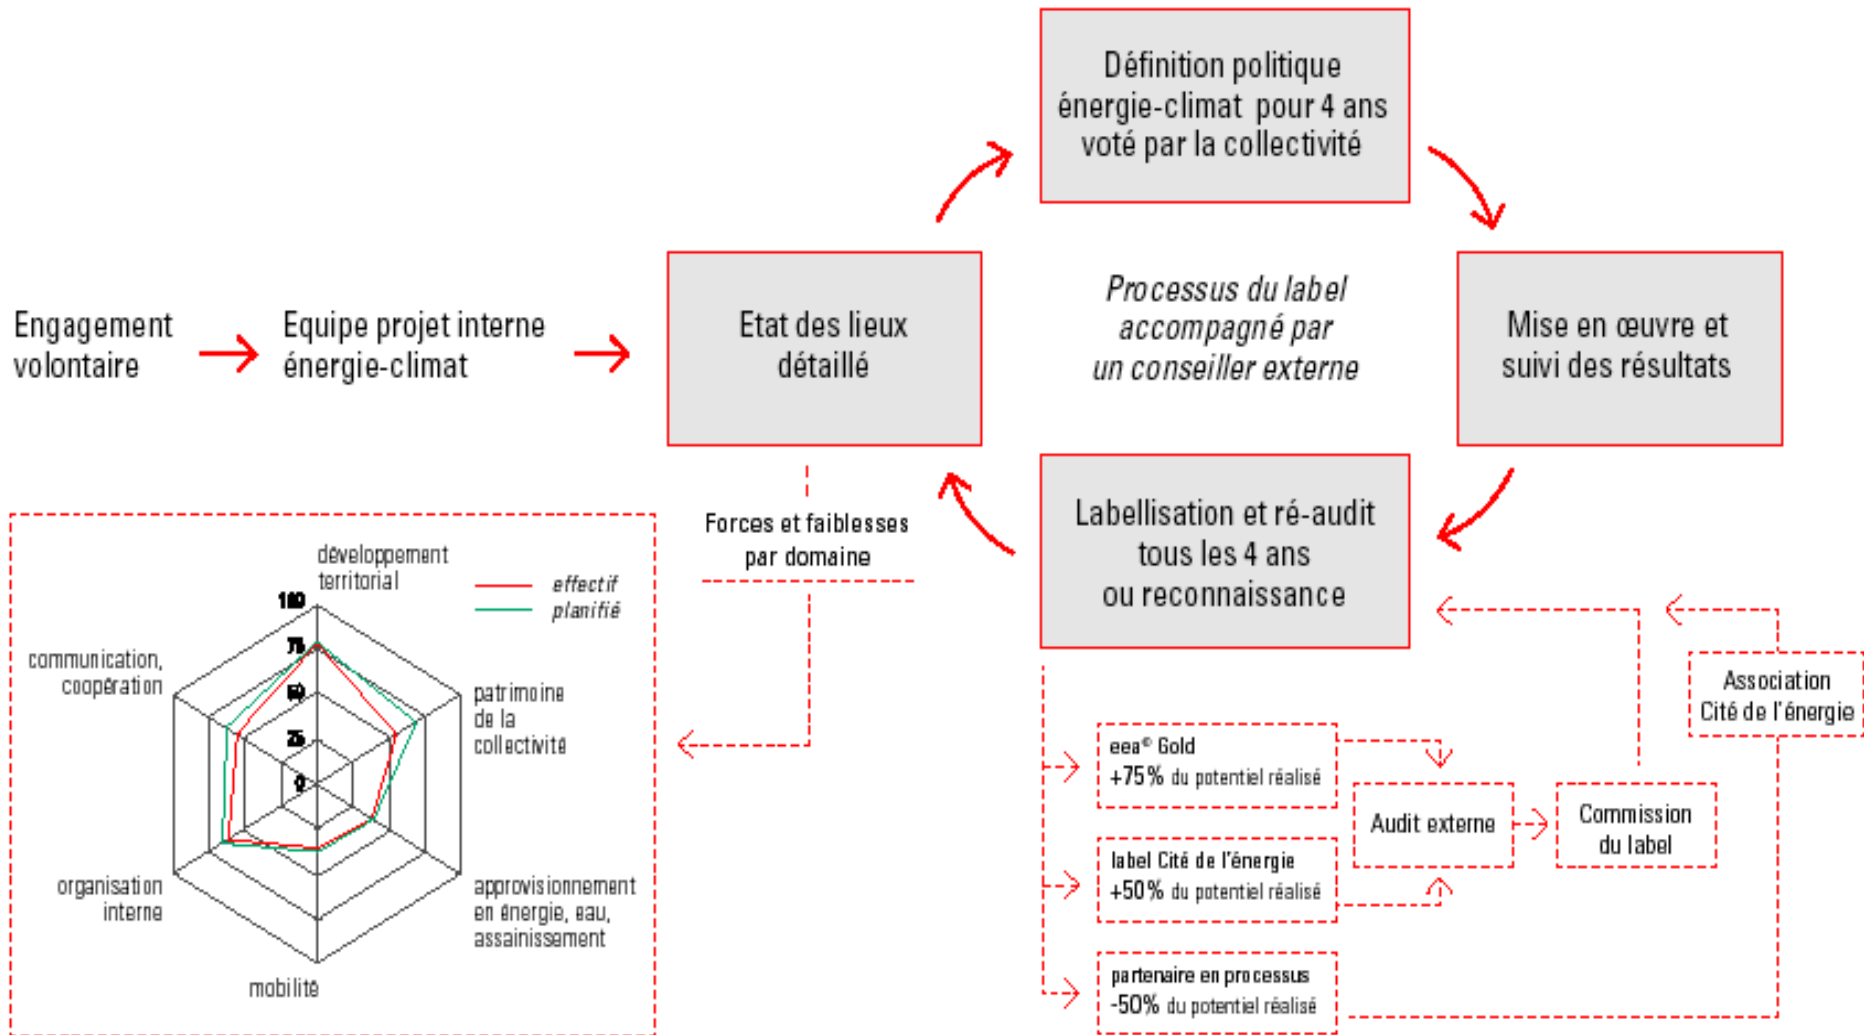 Définition politique
énergie-climat pour 4 ans
voté par la collectivité
Engagement
volontaire
Equipe projet interne
énergie-climat
Etat des lieux
détaillé
Processus du label
accompagné par
un conseiller externe
Mise en œuvre et
suivi des résultats
Labellisation et ré-audit
tous les 4 ans
ou reconnaissance
Forces et faiblesses
par domaine
développement
territorial
effectif
planifié
100
75
50
25
0
communication,
coopération
patrimoine
de la
collectivité
organisation
interne
approvisionnement
en énergie, eau,
assainissement
mobilité
eea® Gold
+75% du potentiel réalisé
label Cité de l'énergie
+50% du potentiel réalisé
partenaire en processus
-50% du potentiel réalisé
Audit externe
Commission
du label
Association
Cité de l'énergie